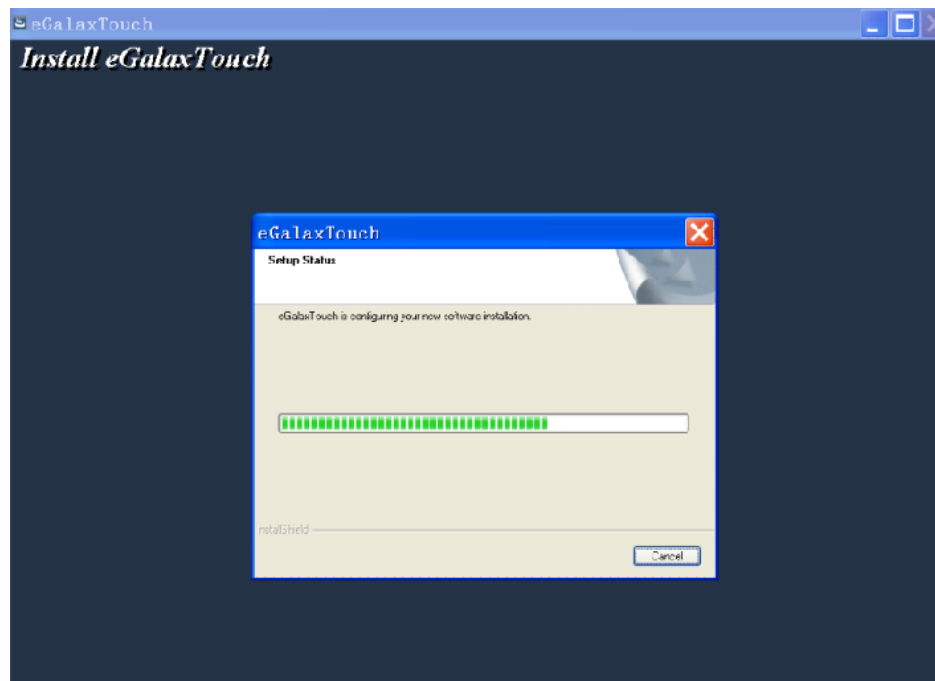 eGalaxTouch
Install eGalaxTouch
eGalaxTouch
Setup Status
eGalaxTouch is configuring your new software installation.
InstallShield
Cancel